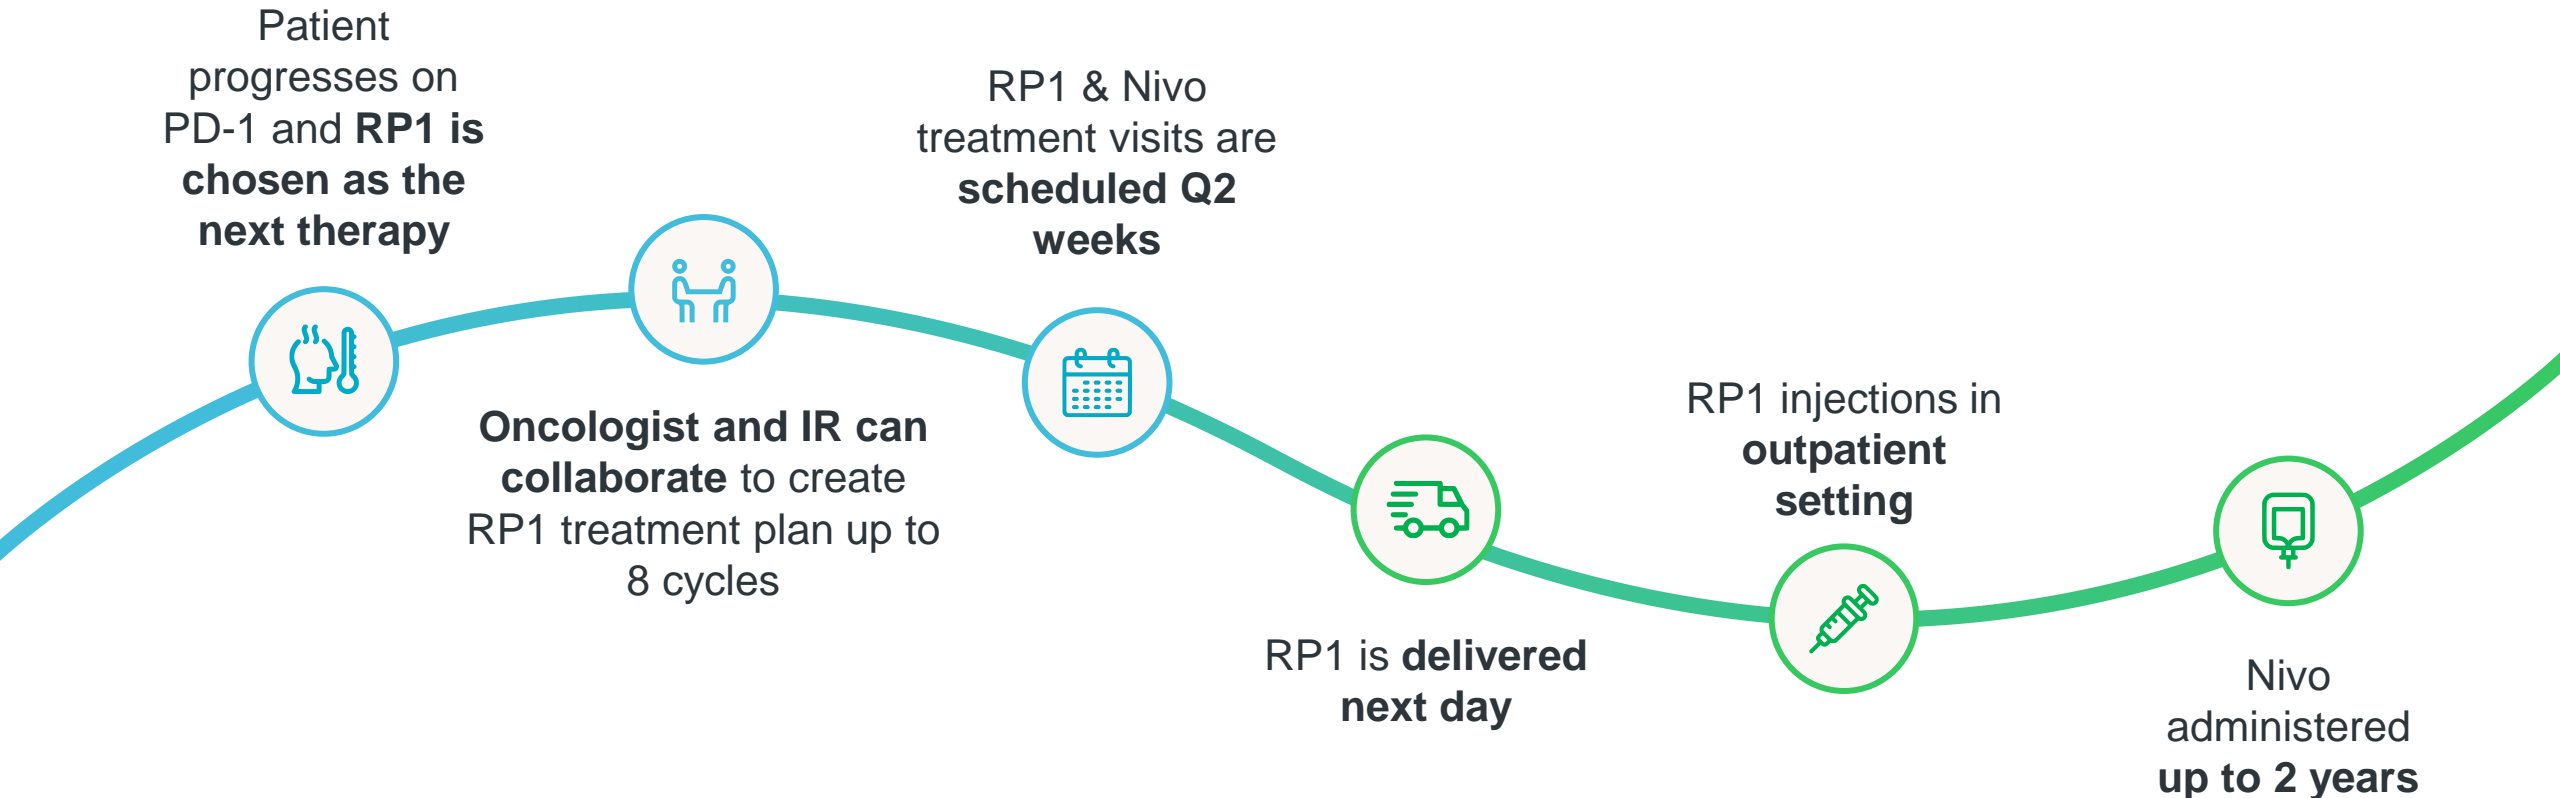 Patient
progresses on
PD-1 and RP1 is
chosen as the
next therapy
Oncologist and IR can
collaborate to create
RP1 treatment plan up to
8 cycles
RP1 & Nivo
treatment visits are
scheduled Q2
weeks
RP1 is delivered
next day
RP1 injections in
outpatient
setting
Nivo
administered
up to 2 years